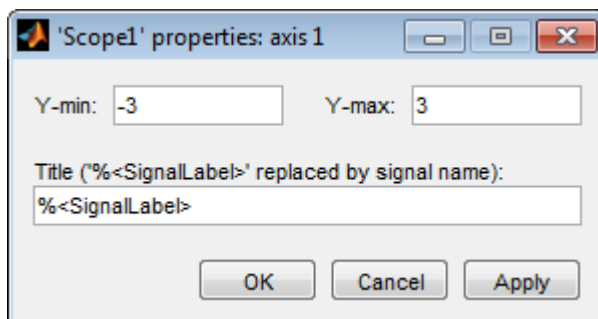 'Scope1' properties: axis 1
Y-min: -3 Y-max: 3
Title ('%<SignalLabel>' replaced by signal name):
%<SignalLabel>
OK Cancel Apply